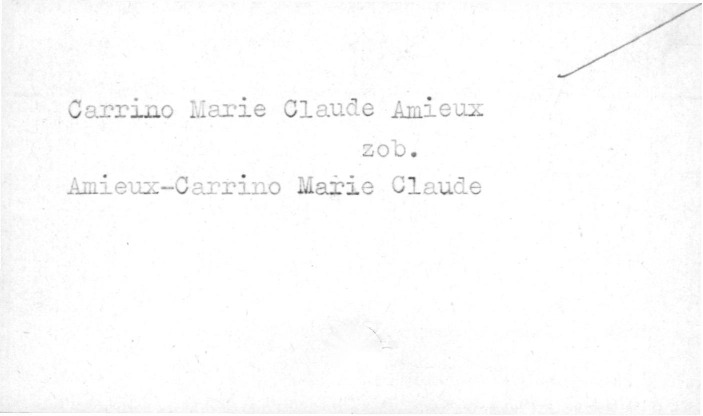 Carrino Marie Claude Amieux
zob.
Amieux-Carrino Marie Claude